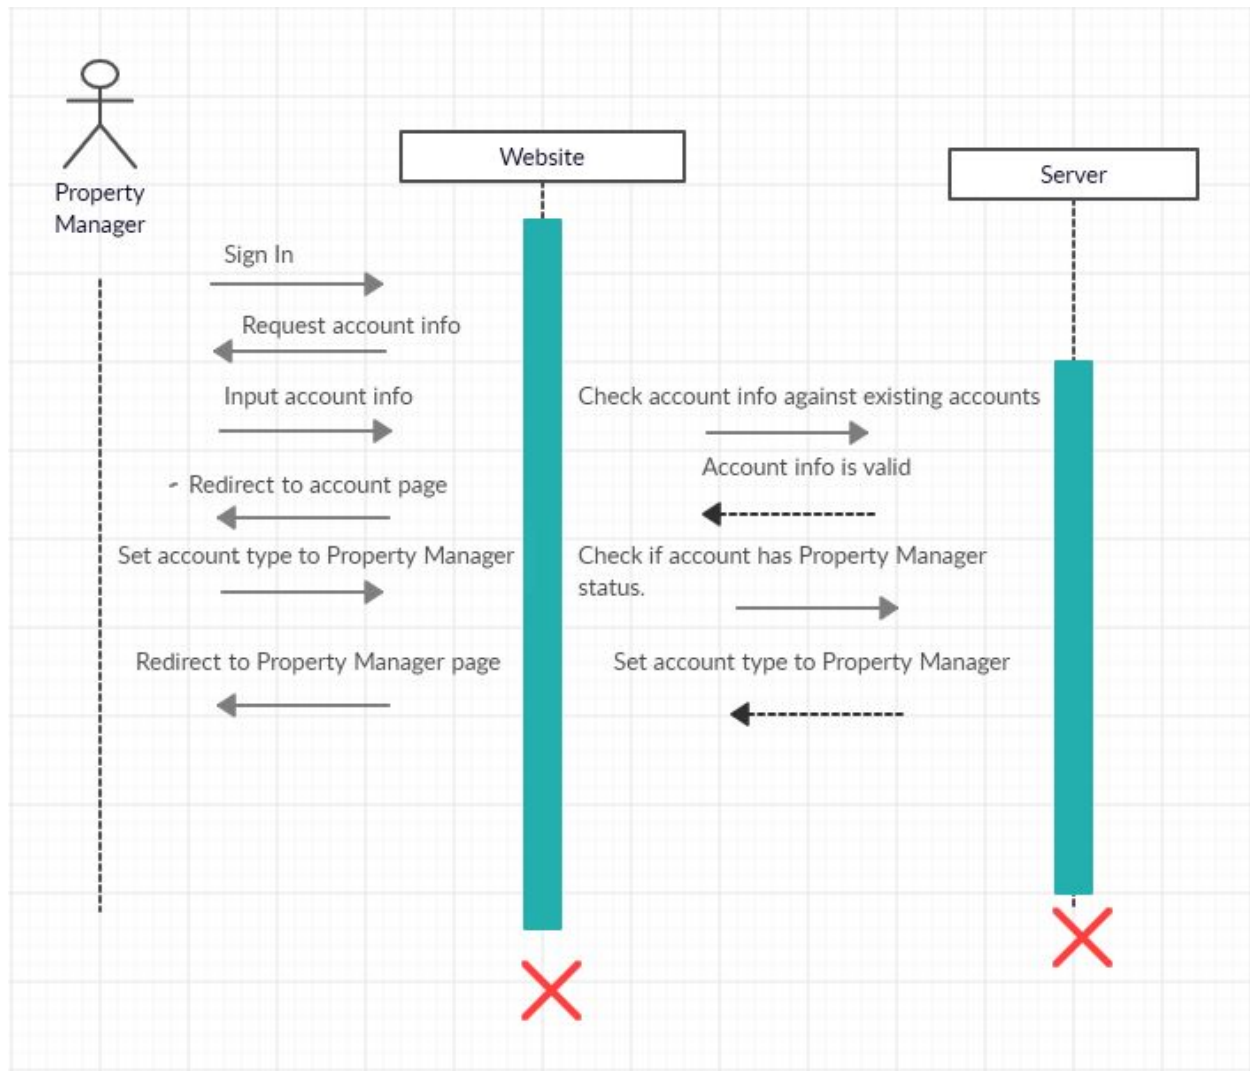 Property
Manager
Website
Server
Sign In
Request account info
Input account info
Check account info against existing accounts
Account info is valid
Redirect to account page
Set account type to Property Manager
Check if account has Property Manager
status.
Redirect to Property Manager page
Set account type to Property Manager